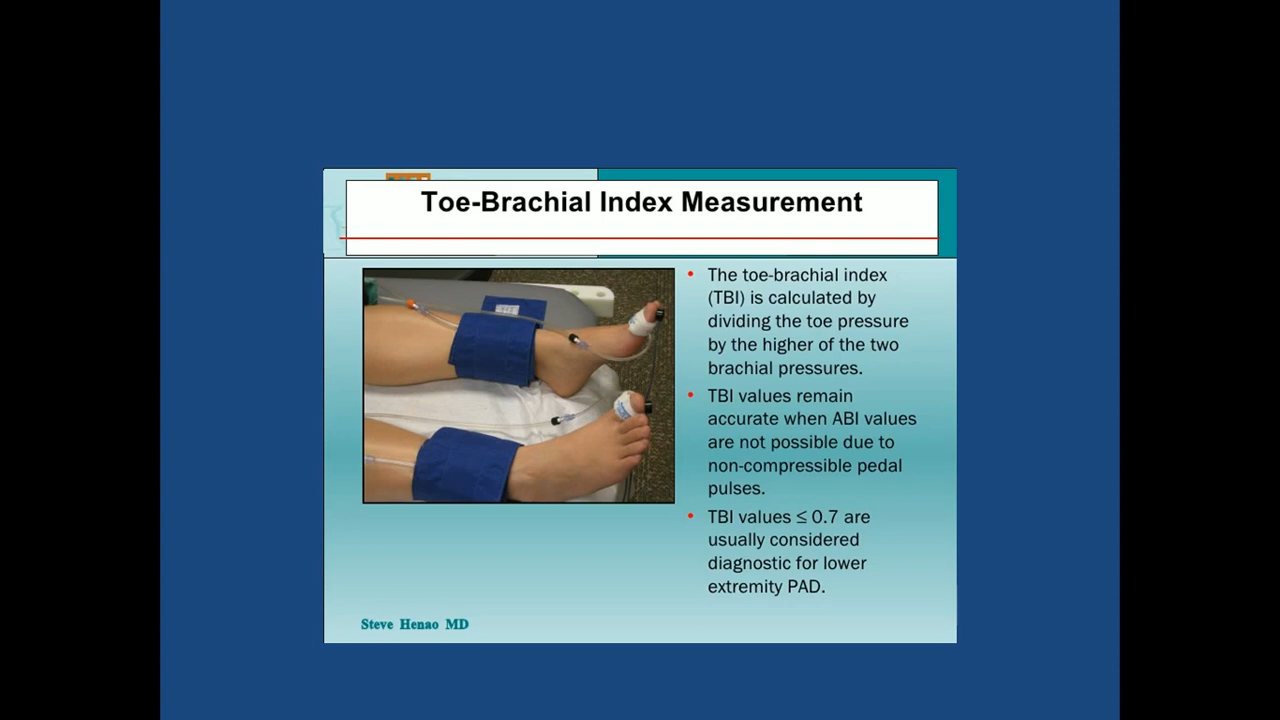 Toe-Brachial Index Measurement
• The toe-brachial index
(TBI) is calculated by
dividing the toe pressure
by the higher of the two
brachial pressures.
• TBI values remain
accurate when ABI values
are not possible due to
non-compressible pedal
pulses.
• TBI values ≤ 0.7 are
usually considered
diagnostic for lower
extremity PAD.
Steve Henao MD